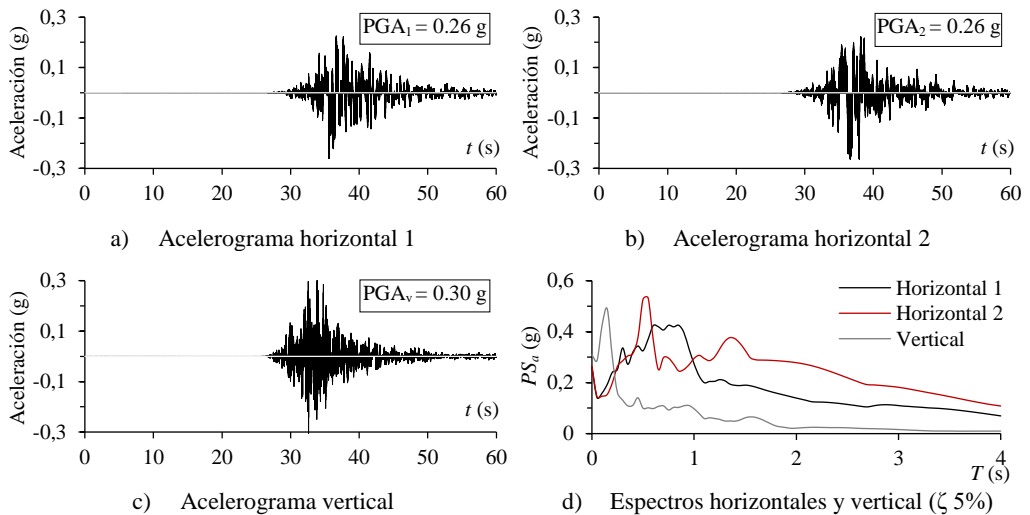 Aceleración (g)
0,3
0,1
-0,1
-0,3
PGA₁ = 0.26 g
t (s)
0 10 20 30 40 50 60
a) Acelerograma horizontal 1
Aceleración (g)
0,3
0,1
-0,1
-0,3
PGA₂ = 0.26 g
t (s)
0 10 20 30 40 50 60
b) Acelerograma horizontal 2
Aceleración (g)
0,3
0,1
-0,1
-0,3
PGAᵥ = 0.30 g
t (s)
0 10 20 30 40 50 60
c) Acelerograma vertical
PSₐ (g)
0,6
0,4
0,2
0
Horizontal 1
Horizontal 2
Vertical
0 1 2 3 4
T (s)
d) Espectros horizontales y vertical (ζ 5%)